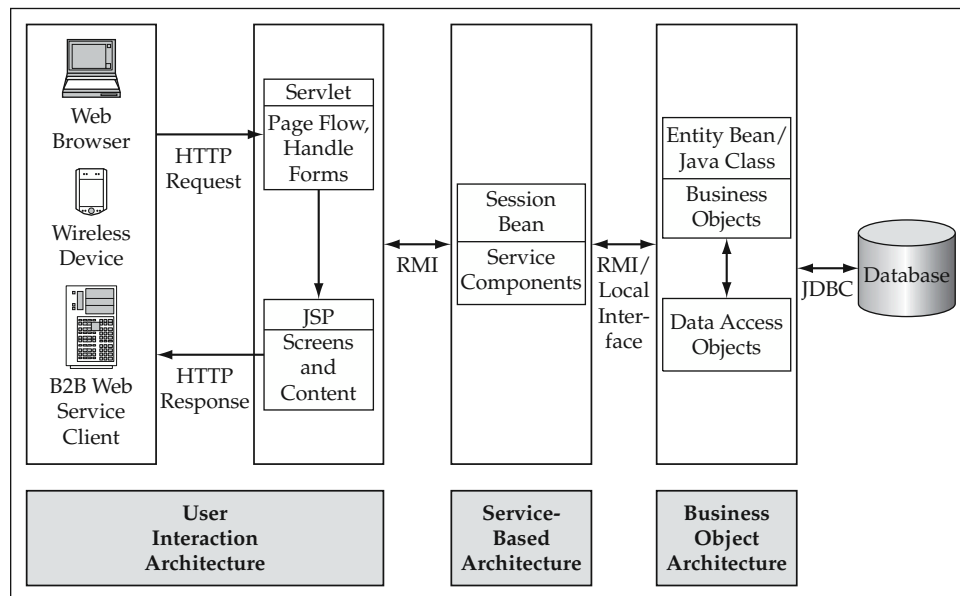 Web
Browser
Wireless
Device
B2B Web
Service
Client
HTTP
Request
HTTP
Response
Servlet
Page Flow,
Handle
Forms
JSP
Screens
and
Content
RMI
Session
Bean
Service
Components
RMI/
Local
Inter-
face
Entity Bean/
Java Class
Business
Objects
Data Access
Objects
JDBC
Database
User
Interaction
Architecture
Service-
Based
Architecture
Business
Object
Architecture